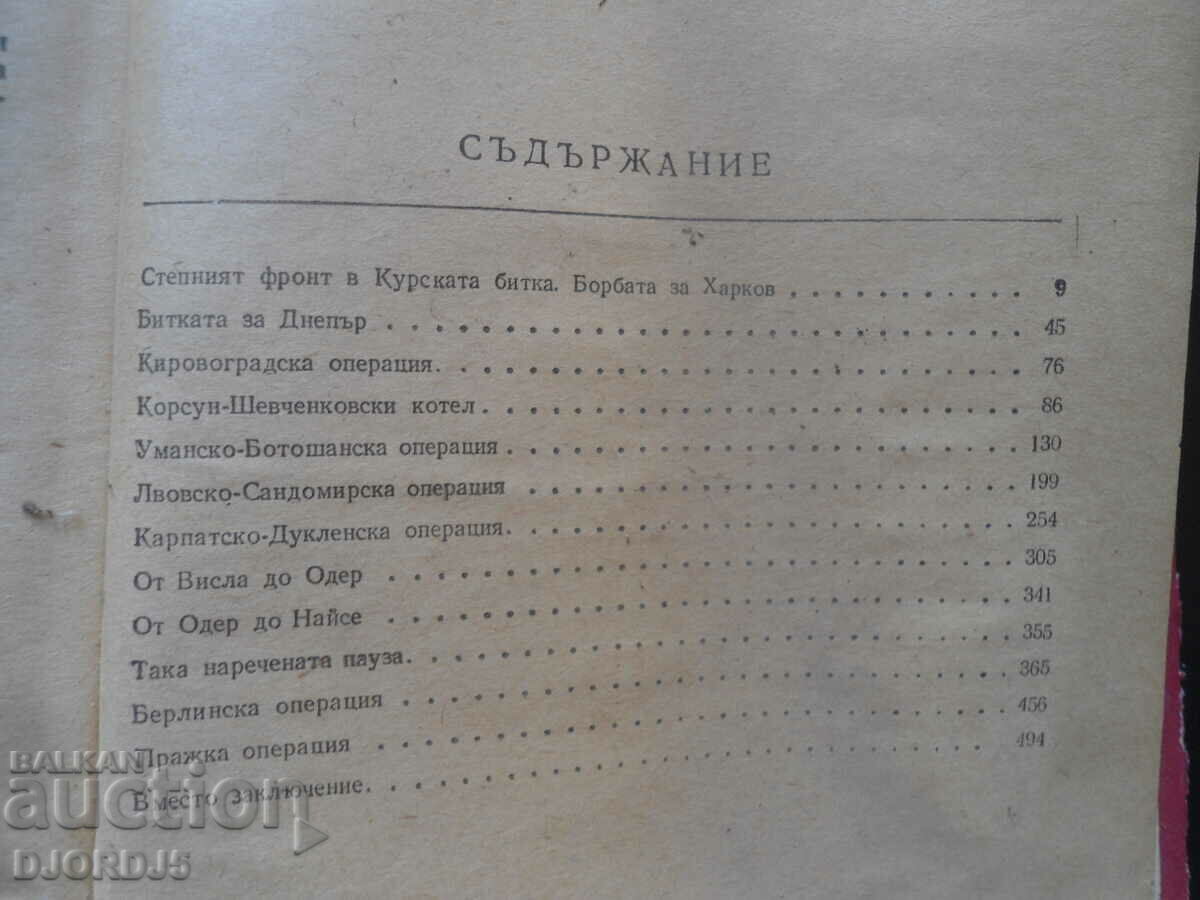 СЪДЪРЖАНИЕ
Степният фронт в Курската битка. Борбата за Харков . . . . . . . . . . . 9
Битката за Днепър . . . . . . . . . . . . . . . . . . . . . . . . . . . . . 45
Кировоградска операция. . . . . . . . . . . . . . . . . . . . . . . . . . 76
Корсун-Шевченковски котел . . . . . . . . . . . . . . . . . . . . . . . . 86
Уманско-Ботошанска операция . . . . . . . . . . . . . . . . . . . . . . . 130
Лвовско-Сандомирска операция . . . . . . . . . . . . . . . . . . . . . . 199
Карпатско-Дукленска операция. . . . . . . . . . . . . . . . . . . . . . . 254
От Висла до Одер . . . . . . . . . . . . . . . . . . . . . . . . . . . . 305
От Одер до Найсе . . . . . . . . . . . . . . . . . . . . . . . . . . . . 341
Така наречената пауза. . . . . . . . . . . . . . . . . . . . . . . . . . 355
Берлинска операция . . . . . . . . . . . . . . . . . . . . . . . . . . . 365
Пражка операция . . . . . . . . . . . . . . . . . . . . . . . . . . . . 456
Вместо заключение. . . . . . . . . . . . . . . . . . . . . . . . . . . . 494
BALKAN
auction
DJORDJ5